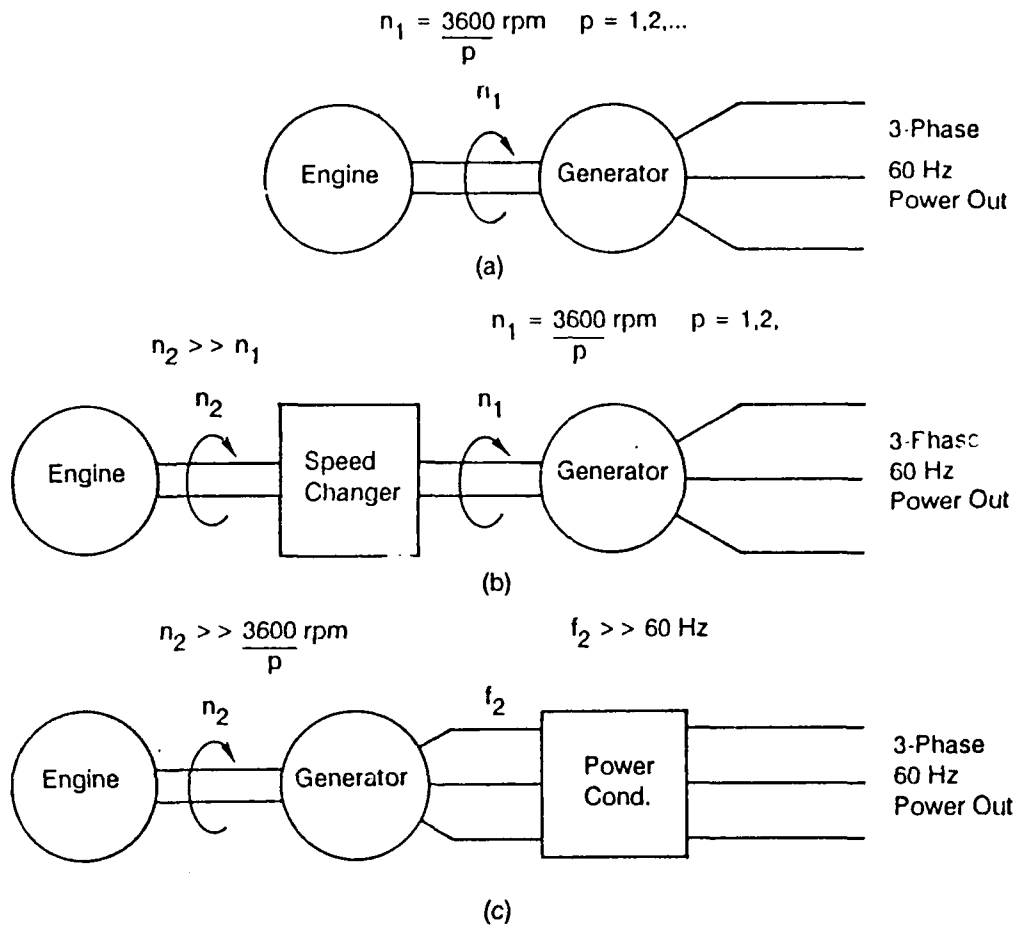 n1 = 3600 rpm p = 1,2,...
p
n1
Engine
Generator
3-Phase
60 Hz
Power Out
(a)
n2 >> n1
n1 = 3600 rpm p = 1,2,
p
n2
n1
Engine
Speed
Changer
Generator
3-Phase
60 Hz
Power Out
(b)
n2 >> 3600 rpm
p
f2 >> 60 Hz
n2
f2
Engine
Generator
Power
Cond.
3-Phase
60 Hz
Power Out
(c)